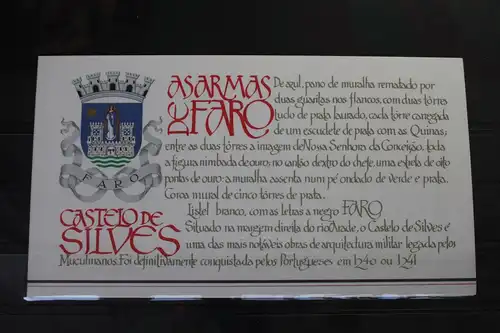 AS ARMAS
DO FARO
De azul, pano de muralha rematado por
duas guaritas nos flancos, com duas tôrres
tudo de prata lavrado, cada tôrre carregada
de um escudete de prata com as Quinas;
entre as duas tôrres a imagem de Nossa Senhora da Conceição, toda
a figura nimbada de ouro; no cantão dextro do chefe, uma estrela de oito
pontas de ouro; a muralha assenta num pé ondado de verde e prata.
Coroa mural de cinco tôrres de prata.
Listel branco, com as letras a negro FARO
FARO
CASTELO DE
SILVES
Situado na margem direita do rio Arade, o Castelo de Silves é
uma das mais notáveis obras de arquitectura militar legada pelos
Muçulmanos. Foi definitivamente conquistada pelos Portugueses em 1240 ou 1241